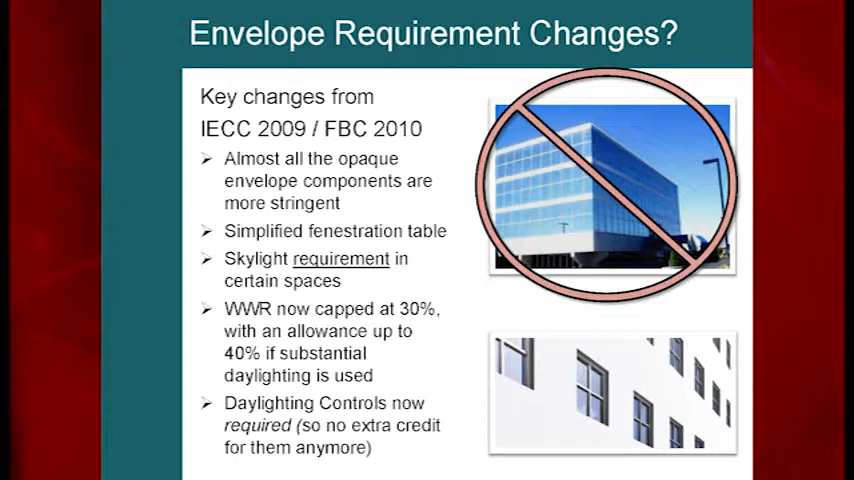 Envelope Requirement Changes?
Key changes from
IECC 2009 / FBC 2010
➢ Almost all the opaque
envelope components are
more stringent
➢ Simplified fenestration table
➢ Skylight requirement in
certain spaces
➢ WWR now capped at 30%,
with an allowance up to
40% if substantial
daylighting is used
➢ Daylighting Controls now
required (so no extra credit
for them anymore)